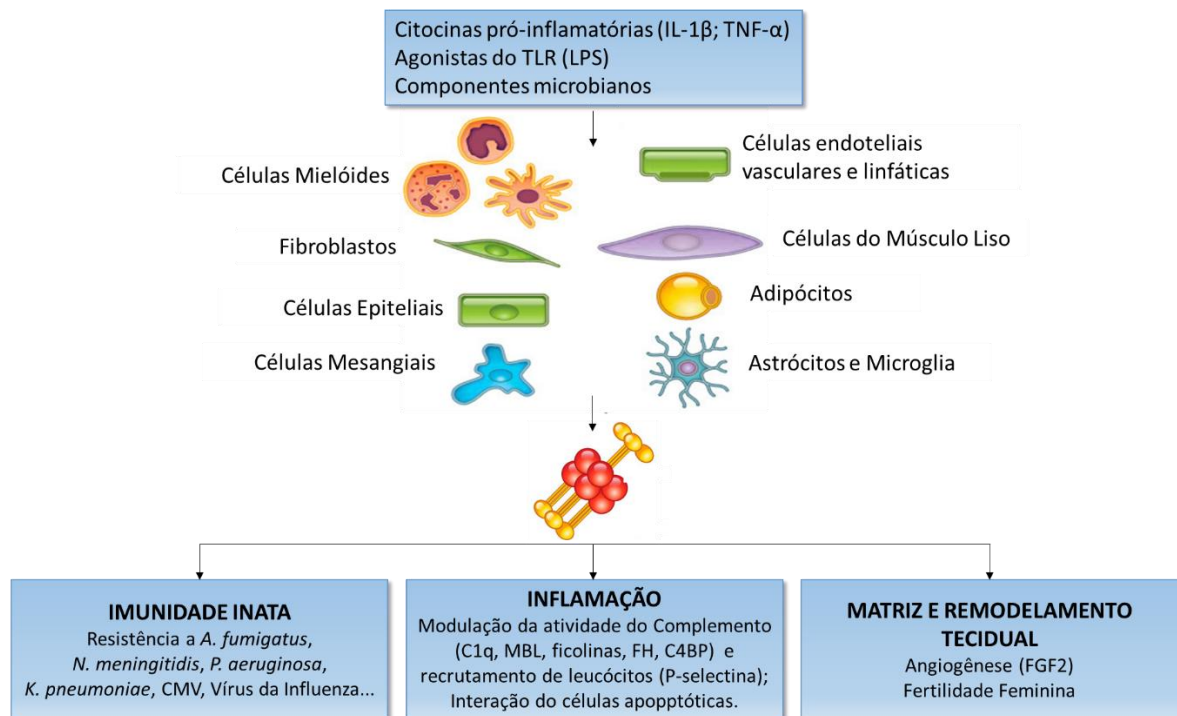 Citocinas pró-inflamatórias (IL-1β; TNF-α)
Agonistas do TLR (LPS)
Componentes microbianos
Células Mielóides
Células endoteliais
vasculares e linfáticas
Fibroblastos
Células do Músculo Liso
Células Epiteliais
Adipócitos
Células Mesangiais
Astrócitos e Microglia
IMUNIDADE INATA
Resistência a A. fumigatus,
N. meningitidis, P. aeruginosa,
K. pneumoniae, CMV, Vírus da Influenza...
INFLAMAÇÃO
Modulação da atividade do Complemento
(C1q, MBL, ficolinas, FH, C4BP) e
recrutamento de leucócitos (P-selectina);
Interação do células apopptóticas.
MATRIZ E REMODELAMENTO
TECIDUAL
Angiogênese (FGF2)
Fertilidade Feminina